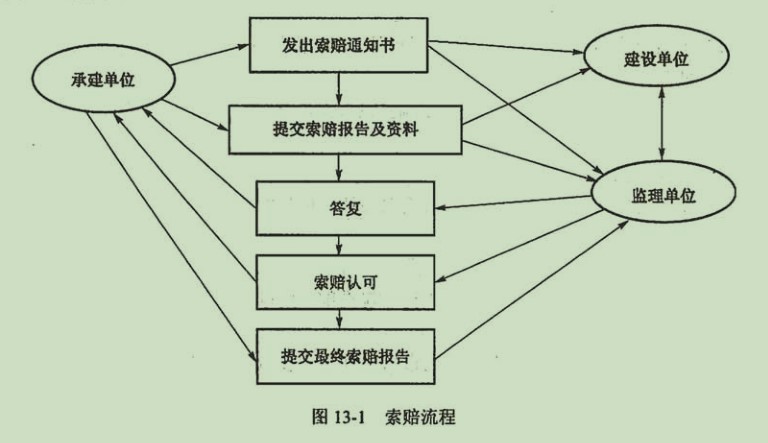 发出索赔通知书
建设单位
承建单位
提交索赔报告及资料
答复
监理单位
索赔认可
提交最终索赔报告
图 13-1 索赔流程